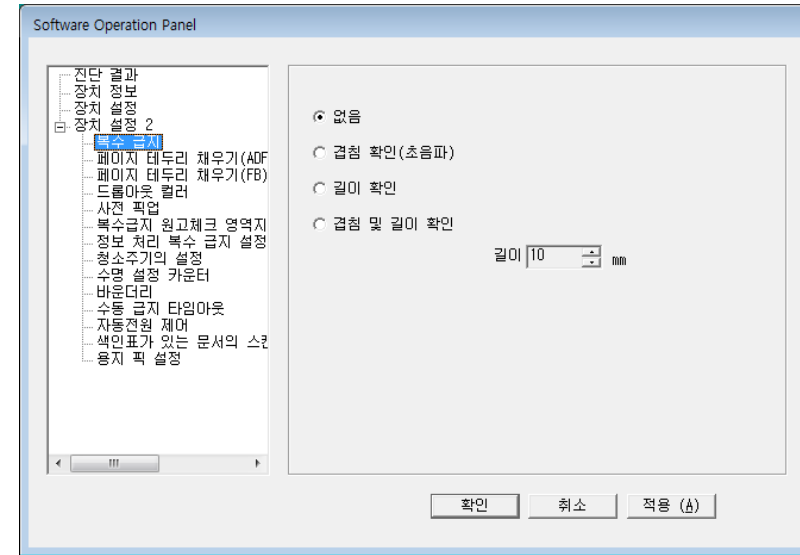 Software Operation Panel
진단 결과
장치 정보
장치 설정
장치 설정 2
복수 급지
페이지 테두리 채우기(ADF
페이지 테두리 채우기(FB)
드롭아웃 컬러
사전 픽업
복수급지 원고체크 영역지
정보 처리 복수 급지 설정
청소주기의 설정
수명 설정 카운터
바운더리
수동 급지 타임아웃
자동전원 제어
색인표가 있는 문서의 스캔
용지 픽 설정
없음
겹침 확인(초음파)
길이 확인
겹침 및 길이 확인
길이 10 mm
확인 취소 적용 (A)